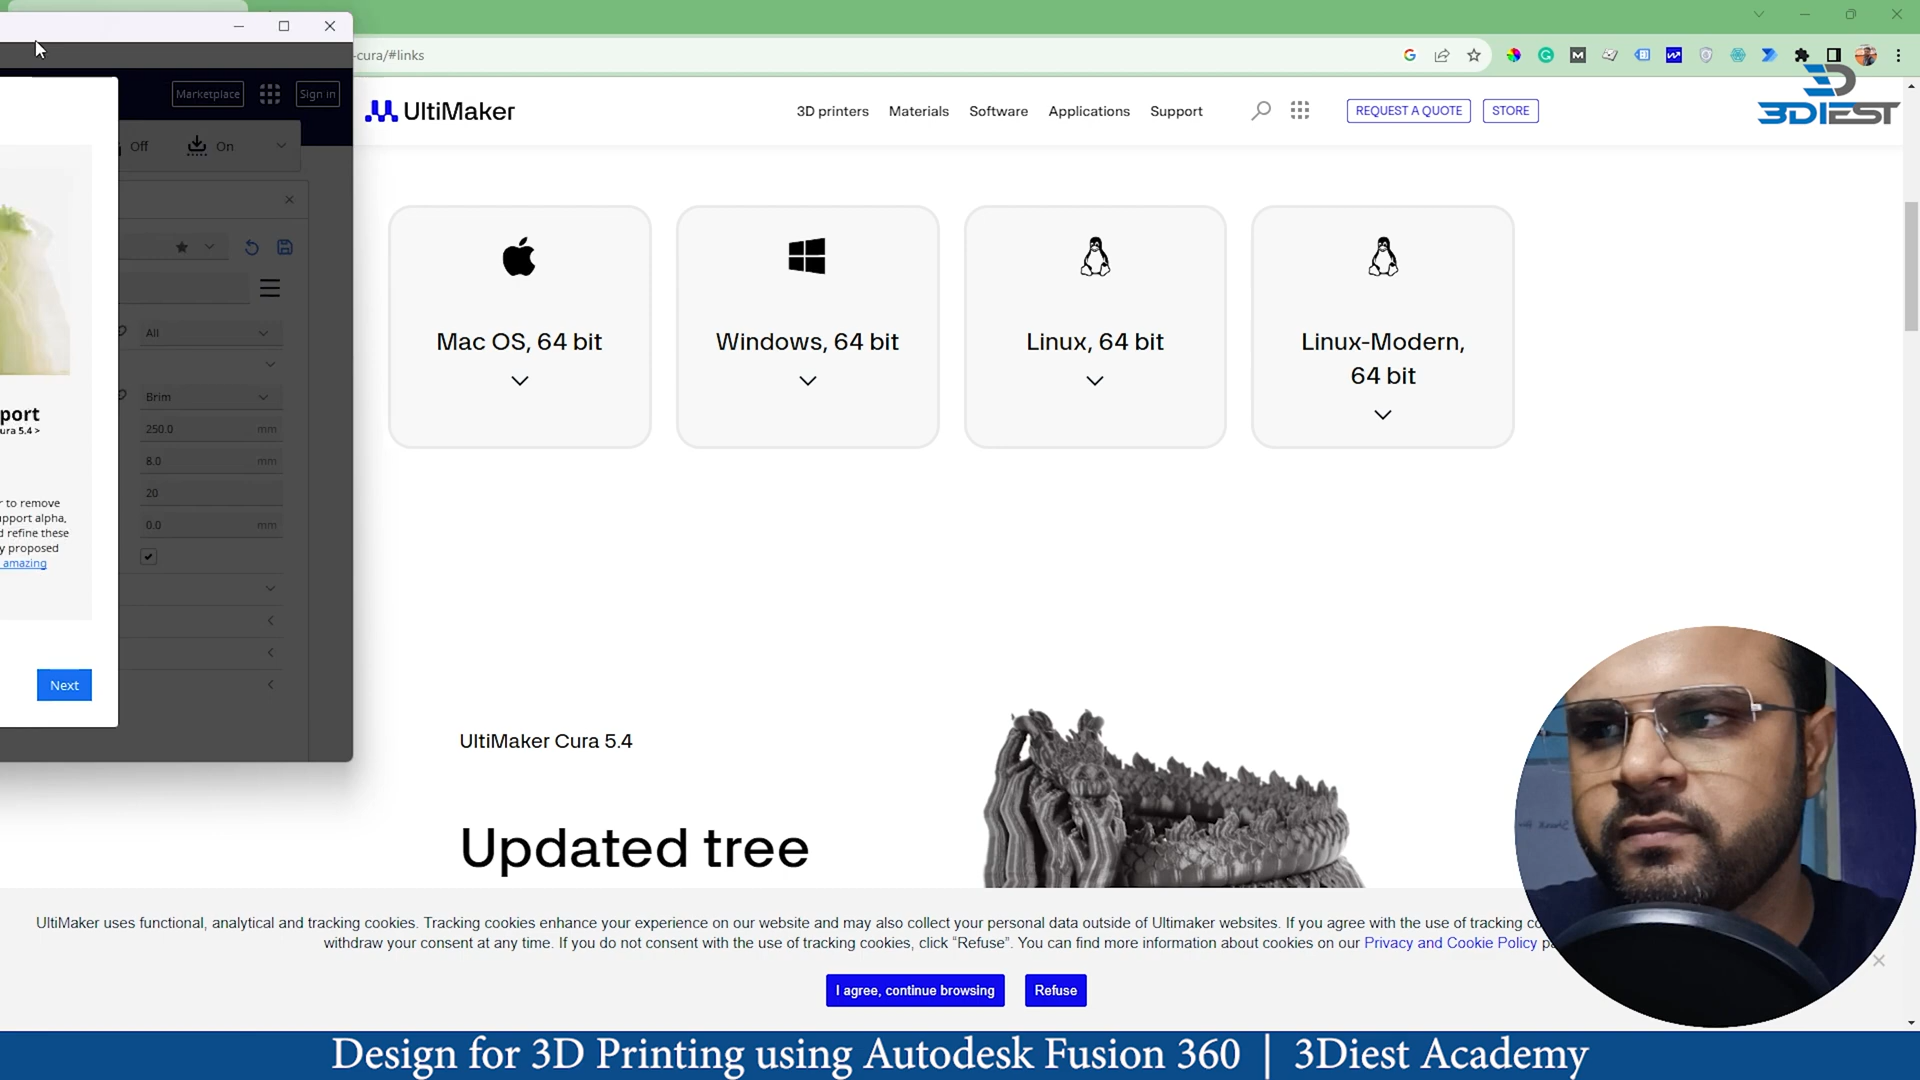 -cura/#links
Marketplace
Sign in
Off
On
All
Brim
250.0 mm
8.0 mm
20
0.0 mm
port
ura 5.4 >
r to remove
upport alpha,
d refine these
y proposed
amazing
Next
UltiMaker
3D printers
Materials
Software
Applications
Support
REQUEST A QUOTE
STORE
3DIEST
Mac OS, 64 bit
Windows, 64 bit
Linux, 64 bit
Linux-Modern,
64 bit
UltiMaker Cura 5.4
Updated tree
UltiMaker uses functional, analytical and tracking cookies. Tracking cookies enhance your experience on our website and may also collect your personal data outside of Ultimaker websites. If you agree with the use of tracking co
withdraw your consent at any time. If you do not consent with the use of tracking cookies, click “Refuse”. You can find more information about cookies on our Privacy and Cookie Policy pa
I agree, continue browsing
Refuse
Design for 3D Printing using Autodesk Fusion 360 | 3Diest Academy